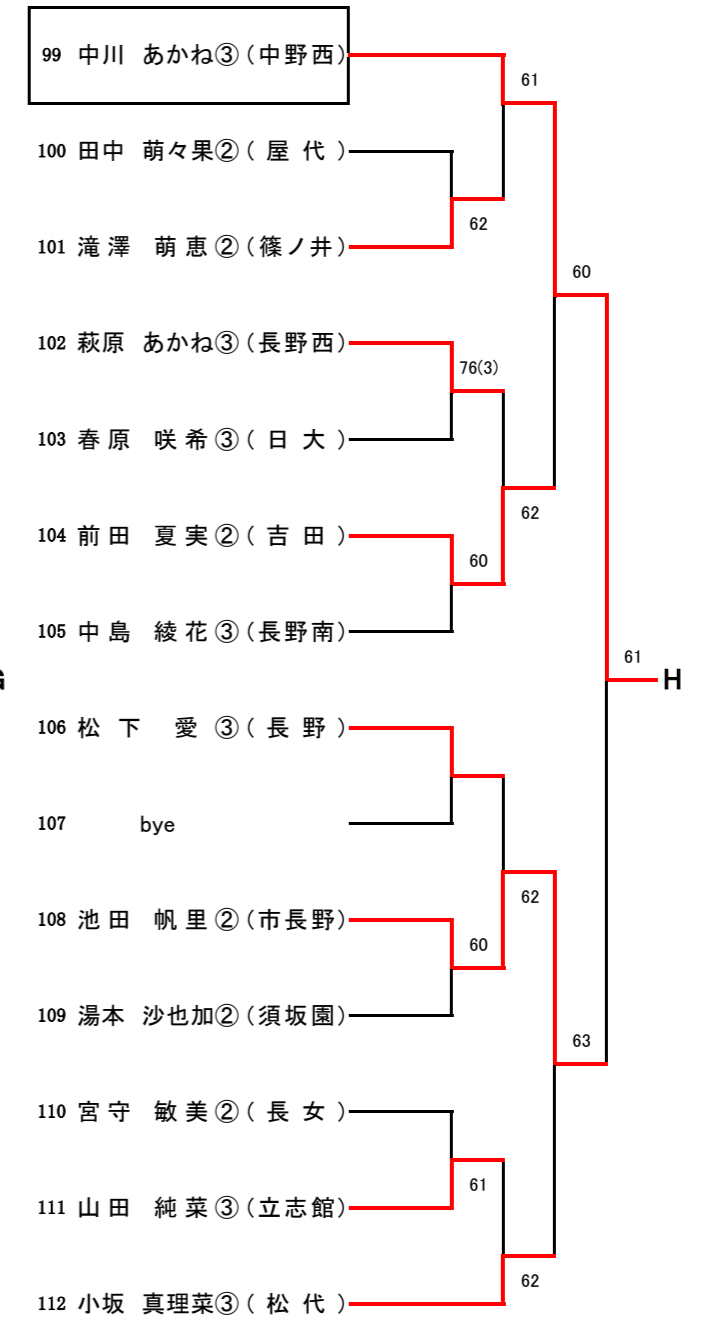 99 中川 あかね③(中野西)
61
100 田中 萌々果②(屋代)
62
101 滝澤 萌恵②(篠ノ井)
60
102 萩原 あかね③(長野西)
76(3)
103 春原 咲希③(日大)
62
104 前田 夏実②(吉田)
60
105 中島 綾花③(長野南)
61
H
106 松下 愛③(長野)
107 bye
62
108 池田 帆里②(市長野)
60
109 湯本 沙也加②(須坂園)
63
110 宮守 敏美②(長女)
61
111 山田 純菜③(立志館)
62
112 小坂 真理菜③(松代)